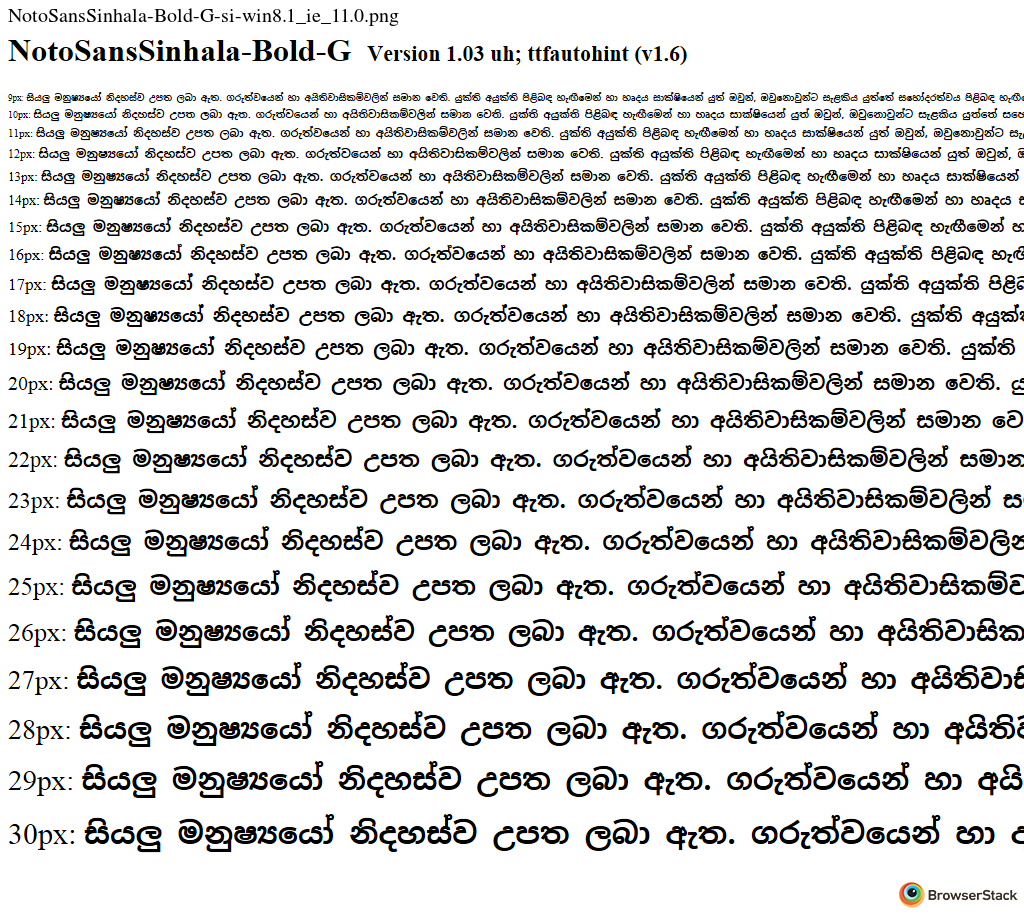 NotoSansSinhala-Bold-G-si-win8.1_ie_11.0.png
NotoSansSinhala-Bold-G Version 1.03 uh; ttfautohint (v1.6)
9px: සියලු මනුෂ්‍යයෝ නිදහස්ව උපත ලබා ඇත. ගරුත්වයෙන් හා අයිතිවාසිකම්වලින් සමාන වෙති. යුක්ති අයුක්ති පිළිබඳ හැඟීමෙන් හා හෘදය සාක්ෂියෙන් යුත් ඔවුන්, ඔවුනොවුන්ට සැළකිය යුත්තේ සහෝදරත්වය පිළිබඳ
10px: සියලු මනුෂ්‍යයෝ නිදහස්ව උපත ලබා ඇත. ගරුත්වයෙන් හා අයිතිවාසිකම්වලින් සමාන වෙති. යුක්ති අයුක්ති පිළිබඳ හැඟීමෙන් හා හෘදය සාක්ෂියෙන් යුත් ඔවුන්, ඔවුනොවුන්ට සැළකිය යුත්තේ
11px: සියලු මනුෂ්‍යයෝ නිදහස්ව උපත ලබා ඇත. ගරුත්වයෙන් හා අයිතිවාසිකම්වලින් සමාන වෙති. යුක්ති අයුක්ති පිළිබඳ හැඟීමෙන් හා හෘදය සාක්ෂියෙන් යුත් ඔවුන්, ඔවුනොවුන්ට
12px: සියලු මනුෂ්‍යයෝ නිදහස්ව උපත ලබා ඇත. ගරුත්වයෙන් හා අයිතිවාසිකම්වලින් සමාන වෙති. යුක්ති අයුක්ති පිළිබඳ හැඟීමෙන් හා හෘදය සාක්ෂියෙන් යුත් ඔවුන්,
13px: සියලු මනුෂ්‍යයෝ නිදහස්ව උපත ලබා ඇත. ගරුත්වයෙන් හා අයිතිවාසිකම්වලින් සමාන වෙති. යුක්ති අයුක්ති පිළිබඳ හැඟීමෙන් හා හෘදය සාක්ෂියෙන්
14px: සියලු මනුෂ්‍යයෝ නිදහස්ව උපත ලබා ඇත. ගරුත්වයෙන් හා අයිතිවාසිකම්වලින් සමාන වෙති. යුක්ති අයුක්ති පිළිබඳ හැඟීමෙන් හා හෘදය
15px: සියලු මනුෂ්‍යයෝ නිදහස්ව උපත ලබා ඇත. ගරුත්වයෙන් හා අයිතිවාසිකම්වලින් සමාන වෙති. යුක්ති අයුක්ති පිළිබඳ හැඟීමෙන්
16px: සියලු මනුෂ්‍යයෝ නිදහස්ව උපත ලබා ඇත. ගරුත්වයෙන් හා අයිතිවාසිකම්වලින් සමාන වෙති. යුක්ති අයුක්ති පිළිබඳ
17px: සියලු මනුෂ්‍යයෝ නිදහස්ව උපත ලබා ඇත. ගරුත්වයෙන් හා අයිතිවාසිකම්වලින් සමාන වෙති. යුක්ති අයුක්ති
18px: සියලු මනුෂ්‍යයෝ නිදහස්ව උපත ලබා ඇත. ගරුත්වයෙන් හා අයිතිවාසිකම්වලින් සමාන වෙති. යුක්ති
19px: සියලු මනුෂ්‍යයෝ නිදහස්ව උපත ලබා ඇත. ගරුත්වයෙන් හා අයිතිවාසිකම්වලින් සමාන වෙති. යුක්ති
20px: සියලු මනුෂ්‍යයෝ නිදහස්ව උපත ලබා ඇත. ගරුත්වයෙන් හා අයිතිවාසිකම්වලින් සමාන වෙති.
21px: සියලු මනුෂ්‍යයෝ නිදහස්ව උපත ලබා ඇත. ගරුත්වයෙන් හා අයිතිවාසිකම්වලින් සමාන
22px: සියලු මනුෂ්‍යයෝ නිදහස්ව උපත ලබා ඇත. ගරුත්වයෙන් හා අයිතිවාසිකම්වලින් සමාන
23px: සියලු මනුෂ්‍යයෝ නිදහස්ව උපත ලබා ඇත. ගරුත්වයෙන් හා අයිතිවාසිකම්වලින්
24px: සියලු මනුෂ්‍යයෝ නිදහස්ව උපත ලබා ඇත. ගරුත්වයෙන් හා අයිතිවාසිකම්වලින්
25px: සියලු මනුෂ්‍යයෝ නිදහස්ව උපත ලබා ඇත. ගරුත්වයෙන් හා අයිතිවාසිකම්ව
26px: සියලු මනුෂ්‍යයෝ නිදහස්ව උපත ලබා ඇත. ගරුත්වයෙන් හා අයිතිවාසික
27px: සියලු මනුෂ්‍යයෝ නිදහස්ව උපත ලබා ඇත. ගරුත්වයෙන් හා අයිතිවාසි
28px: සියලු මනුෂ්‍යයෝ නිදහස්ව උපත ලබා ඇත. ගරුත්වයෙන් හා අයිති
29px: සියලු මනුෂ්‍යයෝ නිදහස්ව උපත ලබා ඇත. ගරුත්වයෙන් හා අයි
30px: සියලු මනුෂ්‍යයෝ නිදහස්ව උපත ලබා ඇත. ගරුත්වයෙන් හා
BrowserStack